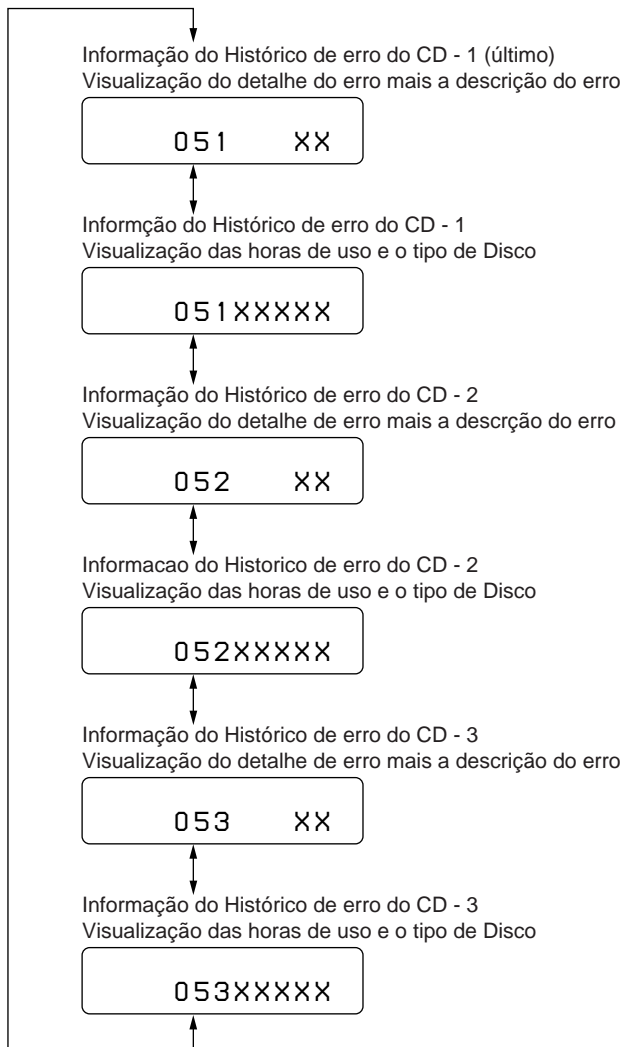 Informação do Histórico de erro do CD - 1 (último)
Visualização do detalhe do erro mais a descrição do erro
051 XX
Informção do Histórico de erro do CD - 1
Visualização das horas de uso e o tipo de Disco
051XXXXX
Informação do Histórico de erro do CD - 2
Visualização do detalhe de erro mais a descrção do erro
052 XX
Informacao do Historico de erro do CD - 2
Visualização das horas de uso e o tipo de Disco
052XXXXX
Informação do Histórico de erro do CD - 3
Visualização do detalhe de erro mais a descrição do erro
053 XX
Informação do Histórico de erro do CD - 3
Visualização das horas de uso e o tipo de Disco
053XXXXX